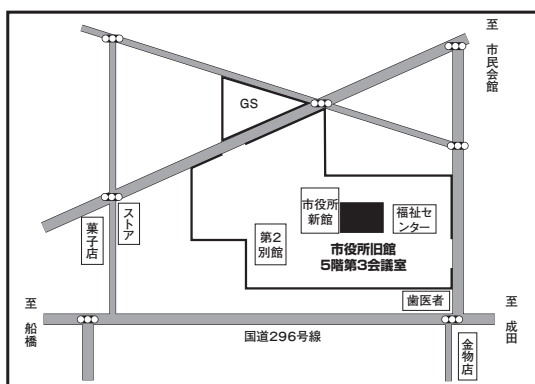 至 市民会館
GS
市役所
新館
福祉セ
ンター
第2
別館
市役所旧館
5階第3会議室
ストア
菓子店
歯医者
至 船橋
至 成田
国道296号線
金物店